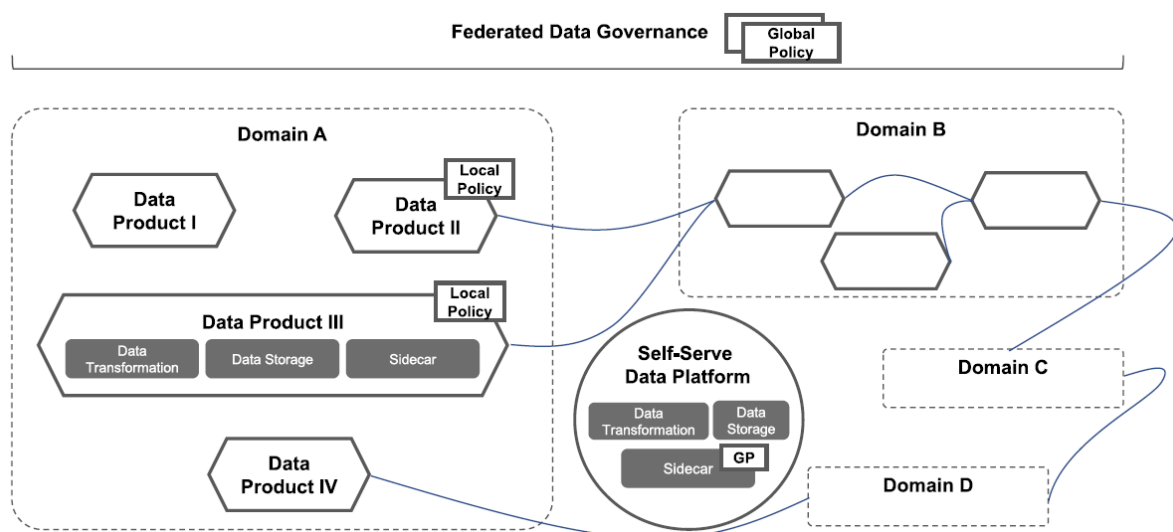 Federated Data Governance
Global
Policy
Domain A
Data
Product I
Local
Policy
Data
Product II
Local
Policy
Data Product III
Data
Transformation
Data Storage
Sidecar
Data
Product IV
Domain B
Self-Serve
Data Platform
Data
Transformation
Data
Storage
GP
Sidecar
Domain C
Domain D